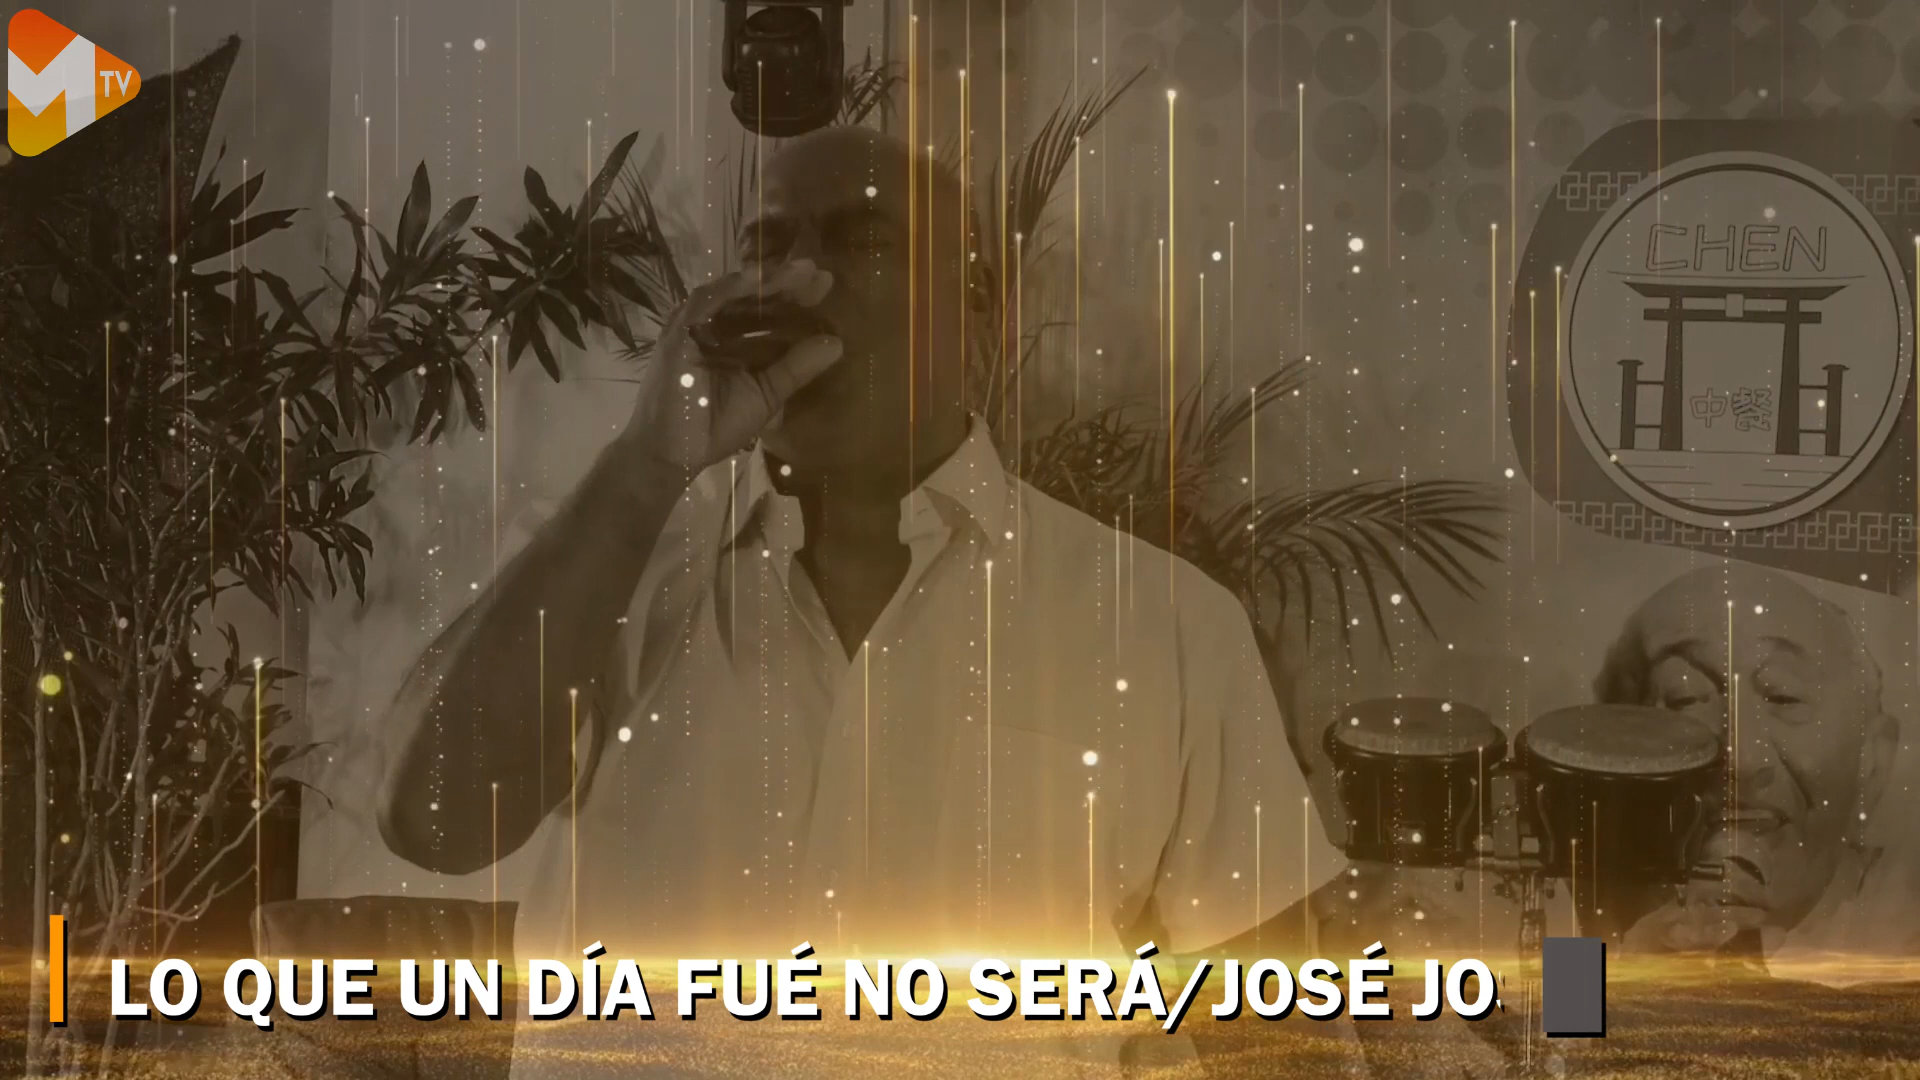 M TV
CHEN
中餐
LO QUE UN DÍA FUÉ NO SERÁ/JOSÉ JO